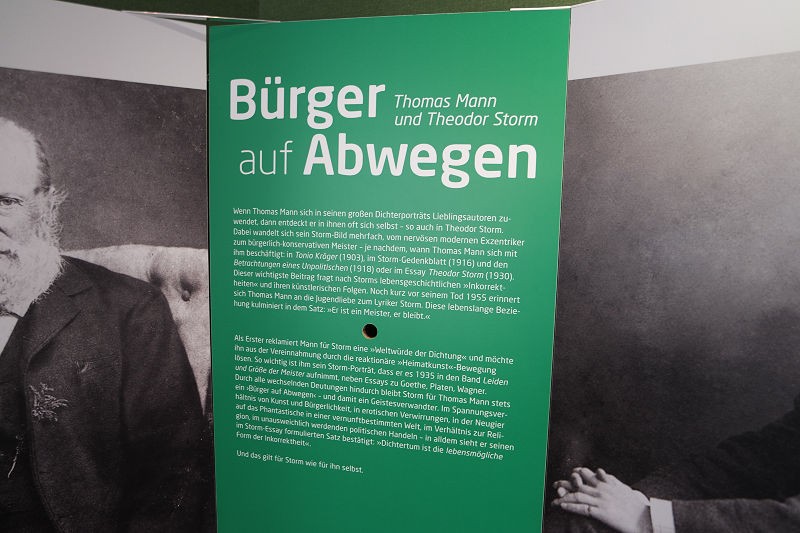 Bürger
Thomas Mann
und Theodor Storm
auf Abwegen
Wenn Thomas Mann sich in seinen großen Dichterporträts Lieblingsautoren zu-
wendet, dann entdeckt er in ihnen oft sich selbst – so auch in Theodor Storm.
Dabei wandelt sich sein Storm-Bild mehrfach, vom nervösen modernen Exzentriker
zum bürgerlich-konservativen Meister – je nachdem, wann Thomas Mann sich mit
ihm beschäftigt: in Tonio Kröger (1903), im Storm-Gedenkblatt (1916) und den
Betrachtungen eines Unpolitischen (1918) oder im Essay Theodor Storm (1930).
Dieser wichtigste Beitrag fragt nach Storms lebensgeschichtlichen »Inkorrekt-
heiten« und ihren künstlerischen Folgen. Noch kurz vor seinem Tod 1955 erinnert
sich Thomas Mann an die Jugendliebe zum Lyriker Storm. Diese lebenslange Bezie-
hung kulminiert in dem Satz: »Er ist ein Meister, er bleibt.«
Als Erster reklamiert Mann für Storm eine »Weltwürde der Dichtung« und möchte
ihn aus der Vereinnahmung durch die reaktionäre »Heimatkunst«-Bewegung
lösen. So wichtig ist ihm sein Storm-Porträt, dass er es 1935 in den Band Leiden
und Größe der Meister aufnimmt, neben Essays zu Goethe, Platen, Wagner.
Durch alle wechselnden Deutungen hindurch bleibt Storm für Thomas Mann stets
ein ›Bürger auf Abwegen‹ – und damit ein Geistesverwandter. Im Spannungsver-
hältnis von Kunst und Bürgerlichkeit, in erotischen Verwirrungen, in der Neugier
auf das Phantastische in einer vernunftbestimmten Welt, im Verhältnis zur Reli-
gion, im unausweichlich werdenden politischen Handeln – in alldem sieht er seinen
im Storm-Essay formulierten Satz bestätigt: »Dichtertum ist die lebensmögliche
Form der Inkorrektheit«.
Und das gilt für Storm wie für ihn selbst.